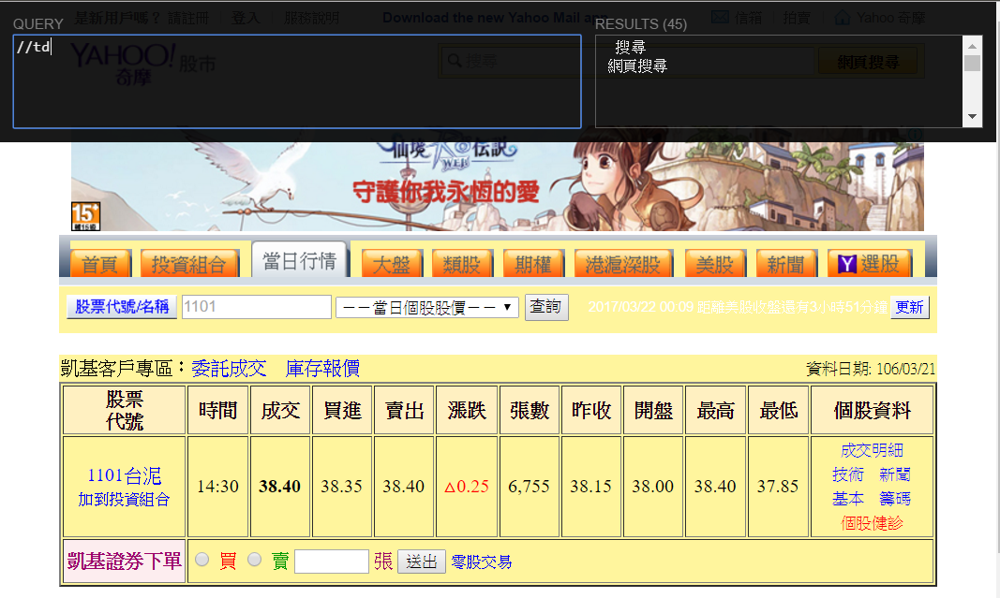 是新用戶嗎？ 請註冊 登入 服務說明 Download the new Yahoo Mail app 信箱 拍賣 Yahoo 奇摩
QUERY
//td
RESULTS (45)
搜尋
網頁搜尋
YAHOO! 股市
奇摩
搜尋
網頁搜尋
仙境 伝説
WEB
守護你我永恆的愛
15+
輔15級
首頁 投資組合 當日行情 大盤 類股 期權 港滬深股 美股 新聞 Y 選股
股票代號/名稱 1101 －－當日個股股價－－ 查詢 2017/03/22 00:09 距離美股收盤還有3小時51分鐘 更新
凱基客戶專區： 委託成交 庫存報價 資料日期: 106/03/21
股票
代號 時間 成交 買進 賣出 漲跌 張數 昨收 開盤 最高 最低 個股資料
1101台泥
加到投資組合
14:30 38.40 38.35 38.40 △0.25 6,755 38.15 38.00 38.40 37.85
成交明細
技術 新聞
基本 籌碼
個股健診
凱基證券下單 買 賣 張 送出 零股交易